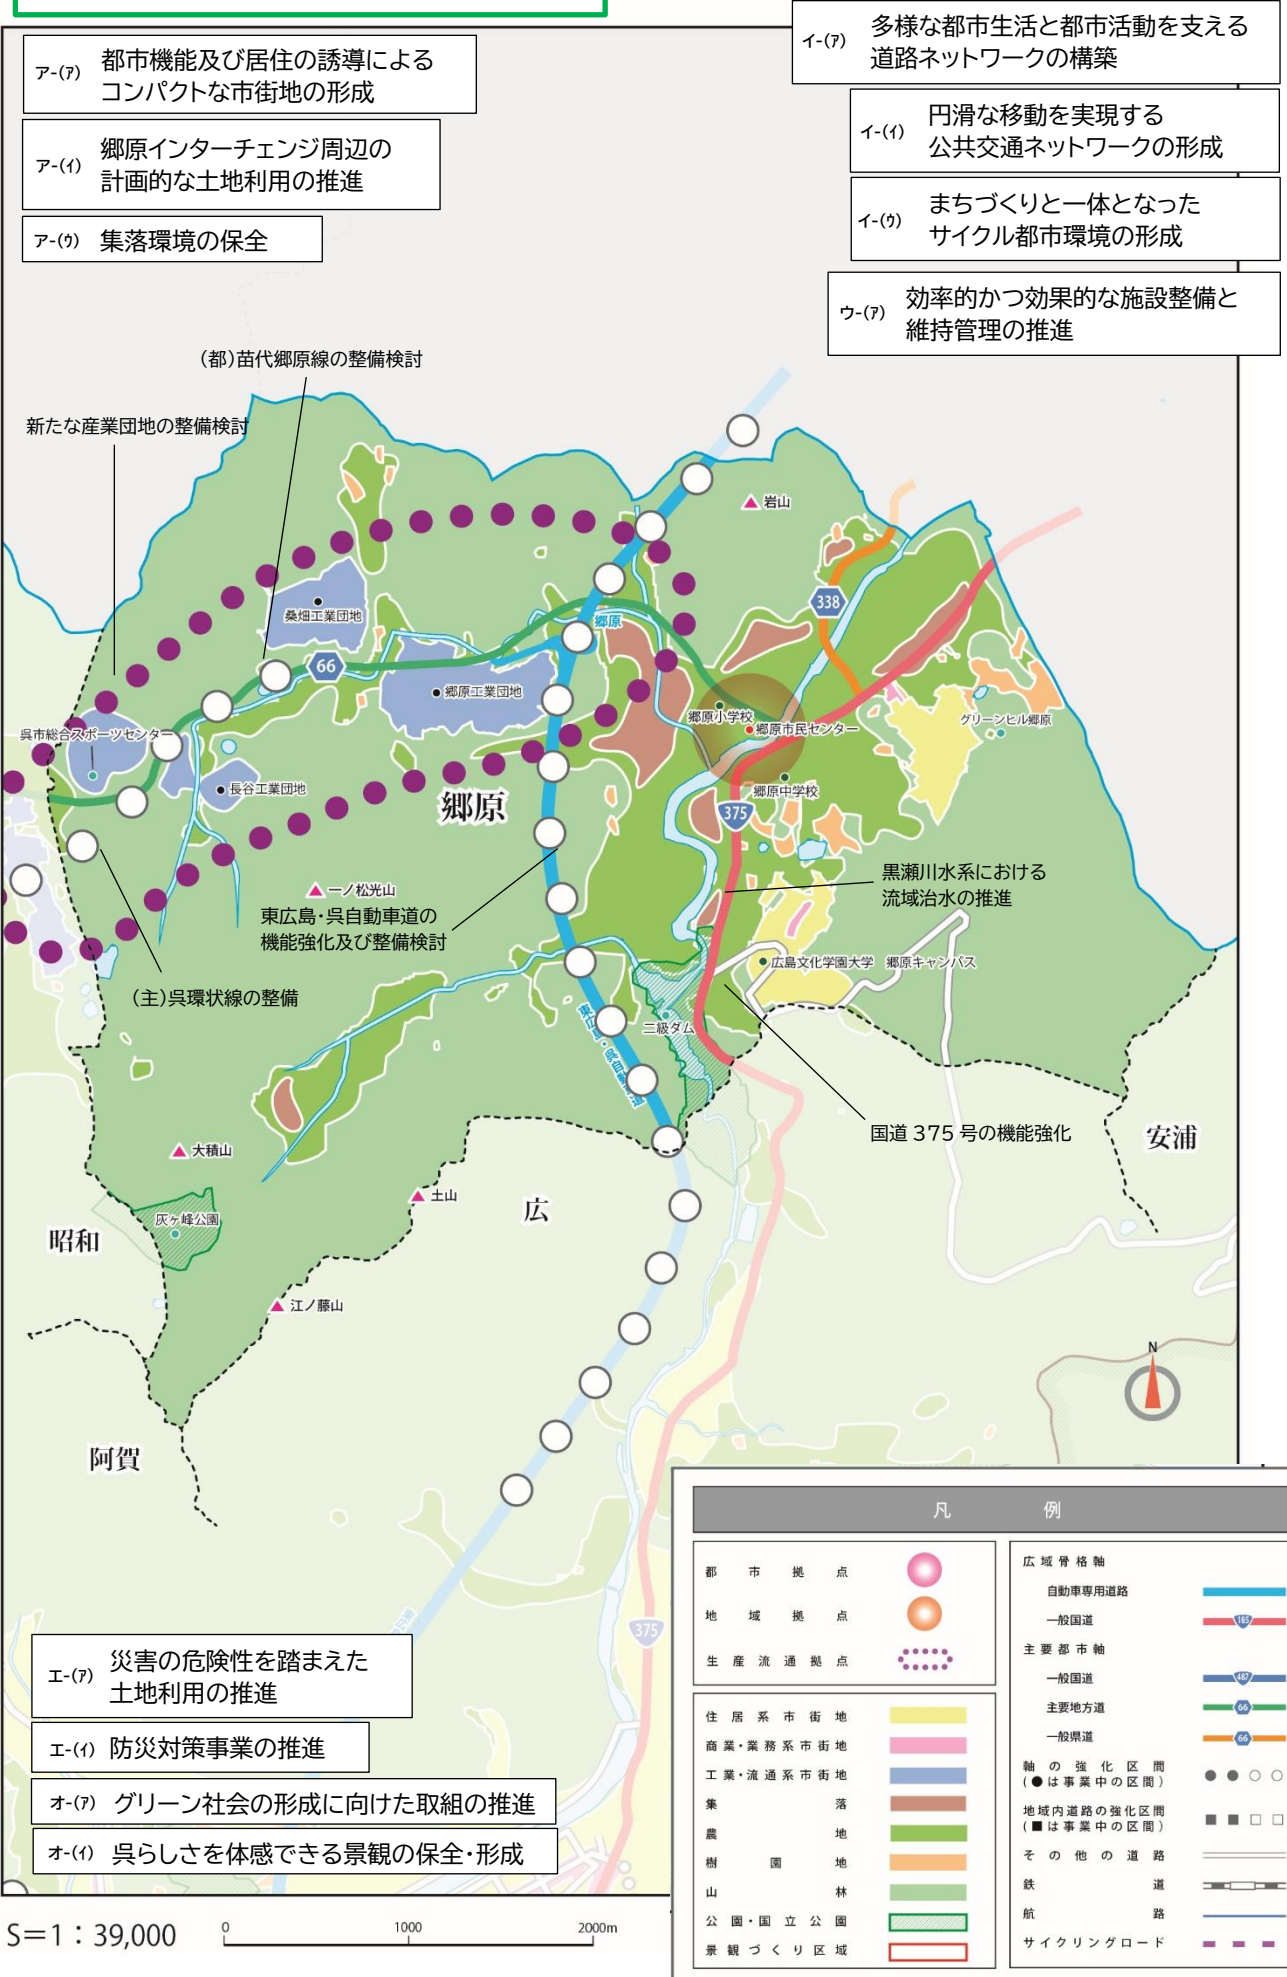 ア-(ア) 都市機能及び居住の誘導による
コンパクトな市街地の形成
ア-(イ) 郷原インターチェンジ周辺の
計画的な土地利用の推進
ア-(ウ) 集落環境の保全
イ-(ア) 多様な都市生活と都市活動を支える
道路ネットワークの構築
イ-(イ) 円滑な移動を実現する
公共交通ネットワークの形成
イ-(ウ) まちづくりと一体となった
サイクル都市環境の形成
ウ-(ア) 効率的かつ効果的な施設整備と
維持管理の推進
(都)苗代郷原線の整備検討
新たな産業団地の整備検討
岩山
338
桑畑工業団地
郷原
66
郷原工業団地
郷原小学校
郷原市民センター
グリーンヒル郷原
呉市総合スポーツセンター
長谷工業団地
郷原
郷原中学校
375
黒瀬川水系における
流域治水の推進
一ノ松光山
東広島・呉自動車道の
機能強化及び整備検討
広島文化学園大学 郷原キャンパス
(主)呉環状線の整備
二級ダム
東広島・呉自動車道
国道375号の機能強化
安浦
大積山
土山
広
灰ヶ峰公園
昭和
江ノ藤山
N
阿賀
375
エ-(ア) 災害の危険性を踏まえた
土地利用の推進
エ-(イ) 防災対策事業の推進
オ-(ア) グリーン社会の形成に向けた取組の推進
オ-(イ) 呉らしさを体感できる景観の保全・形成
S=1:39,000
0 1000 2000m
凡例
都市拠点
地域拠点
生産流通拠点
住居系市街地
商業・業務系市街地
工業・流通系市街地
集落
農地
樹園地
山林
公園・国立公園
景観づくり区域
広域骨格軸
自動車専用道路
一般国道 185
主要都市軸
一般国道 487
主要地方道 66
一般県道 66
軸の強化区間
(●は事業中の区間)
地域内道路の強化区間
(■は事業中の区間)
その他の道路
鉄道
航路
サイクリングロード